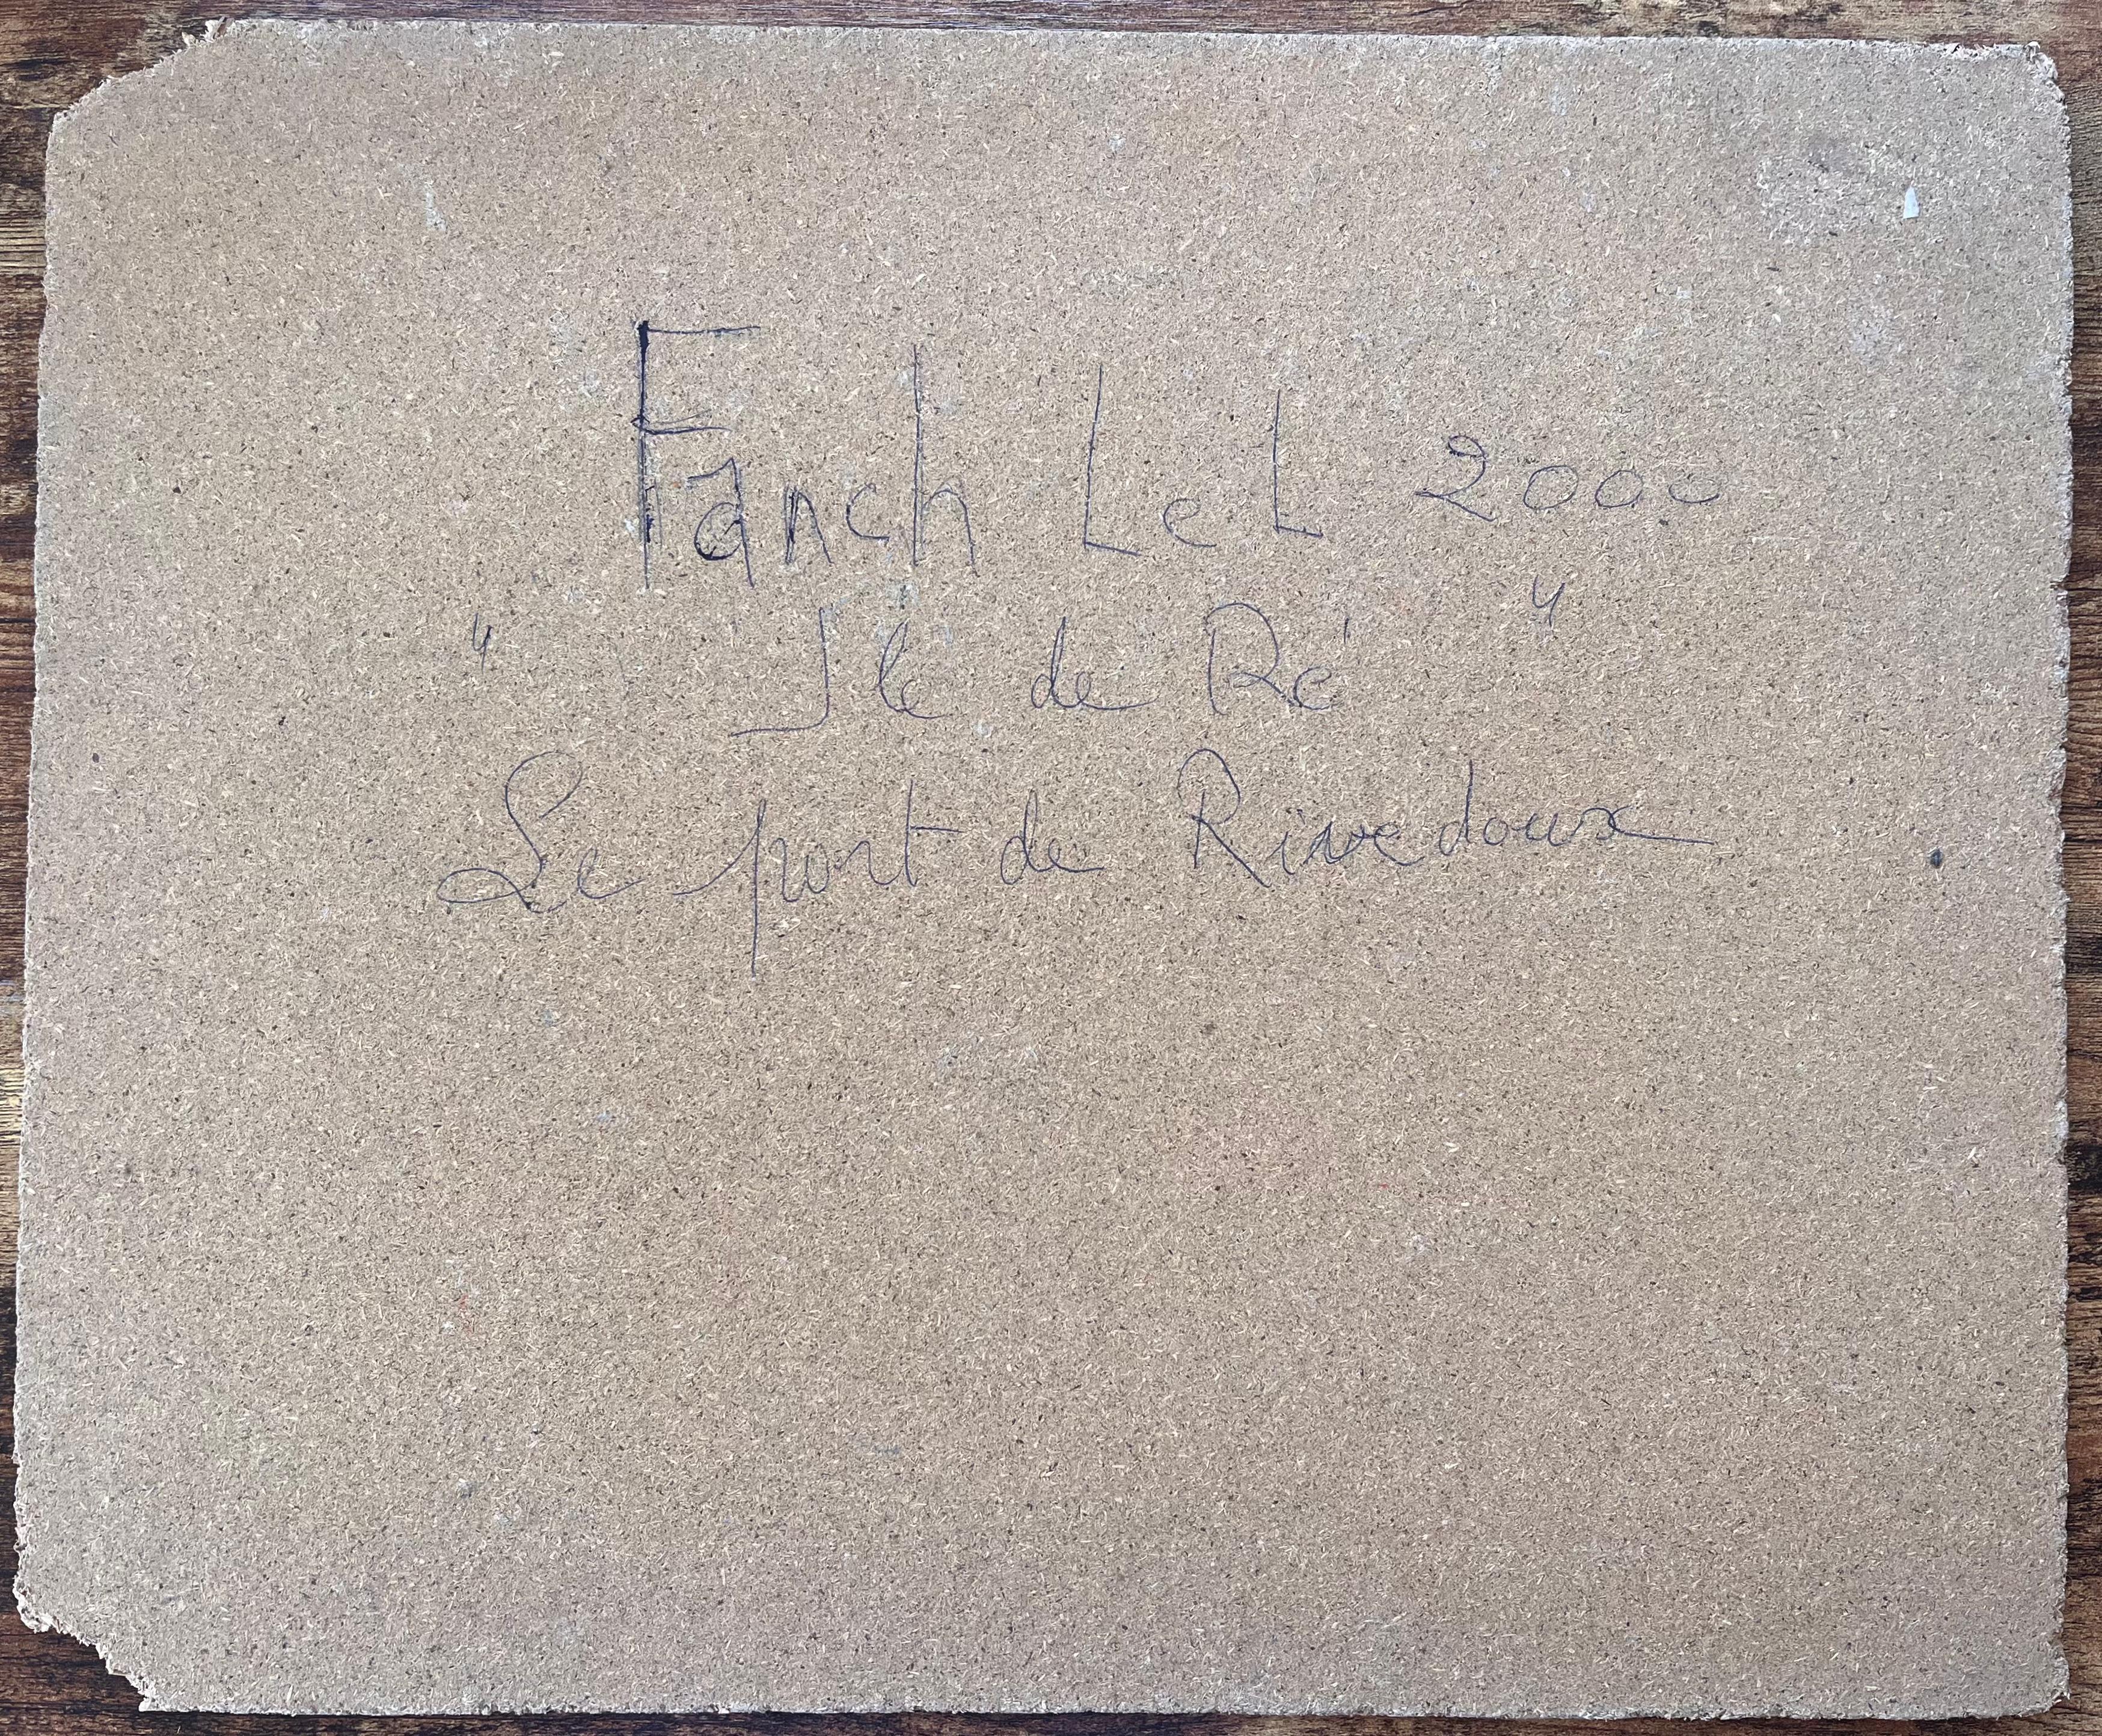 Fanch LeL 2000
" Ile de Ré "
Le port de Rivedoux